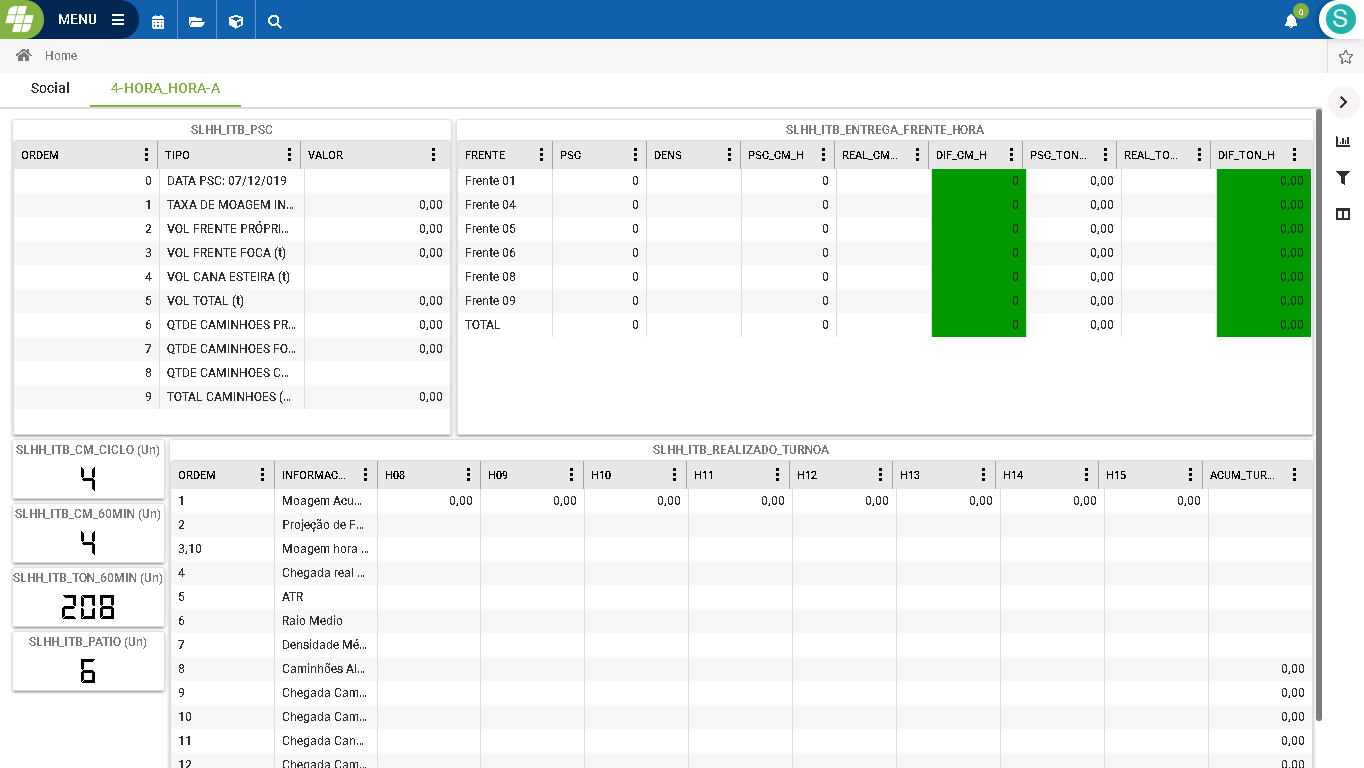 MENU
0
S
Home
Social
4-HORA_HORA-A
SLHH_ITB_PSC
ORDEM TIPO VALOR
0 DATA PSC: 07/12/019
1 TAXA DE MOAGEM IN... 0,00
2 VOL FRENTE PRÓPRI... 0,00
3 VOL FRENTE FOCA (t) 0,00
4 VOL CANA ESTEIRA (t)
5 VOL TOTAL (t) 0,00
6 QTDE CAMINHOES PR... 0,00
7 QTDE CAMINHOES FO... 0,00
8 QTDE CAMINHOES C...
9 TOTAL CAMINHOES (... 0,00
SLHH_ITB_ENTREGA_FRENTE_HORA
FRENTE PSC DENS PSC_CM_H REAL_CM... DIF_CM_H PSC_TON... REAL_TO... DIF_TON_H
Frente 01 0 0 0 0,00 0,00
Frente 04 0 0 0 0,00 0,00
Frente 05 0 0 0 0,00 0,00
Frente 06 0 0 0 0,00 0,00
Frente 08 0 0 0 0,00 0,00
Frente 09 0 0 0 0,00 0,00
TOTAL 0 0 0 0,00 0,00
SLHH_ITB_CM_CICLO (Un)
4
SLHH_ITB_CM_60MIN (Un)
4
SLHH_ITB_TON_60MIN (Un)
208
SLHH_ITB_PATIO (Un)
6
SLHH_ITB_REALIZADO_TURNOA
ORDEM INFORMAC... H08 H09 H10 H11 H12 H13 H14 H15 ACUM_TUR...
1 Moagem Acu... 0,00 0,00 0,00 0,00 0,00 0,00 0,00 0,00
2 Projeção de F...
3,10 Moagem hora ...
4 Chegada real ...
5 ATR
6 Raio Medio
7 Densidade Mé...
8 Caminhões Al... 0,00
9 Chegada Cam... 0,00
10 Chegada Cam... 0,00
11 Chegada Can... 0,00
12 Chegada Cam... 0,00